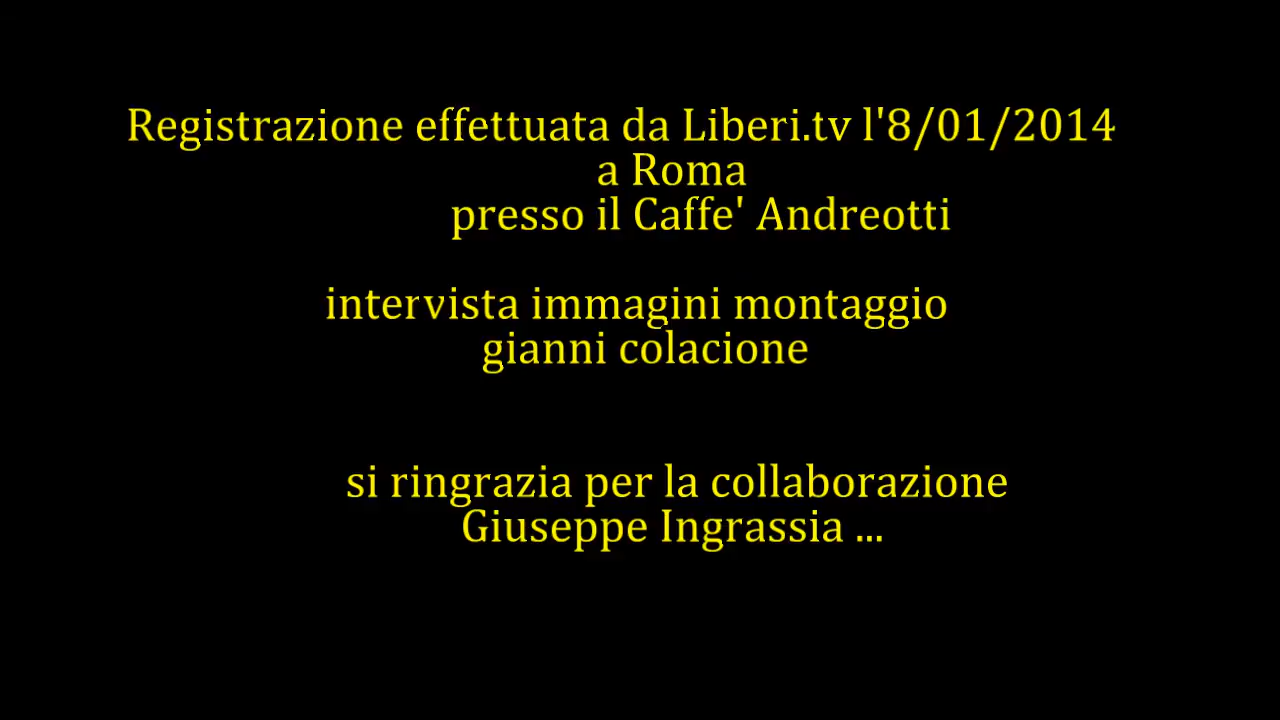 Registrazione effettuata da Liberi.tv l'8/01/2014
a Roma
presso il Caffe' Andreotti
intervista immagini montaggio
gianni colacione
si ringrazia per la collaborazione
Giuseppe Ingrassia ...